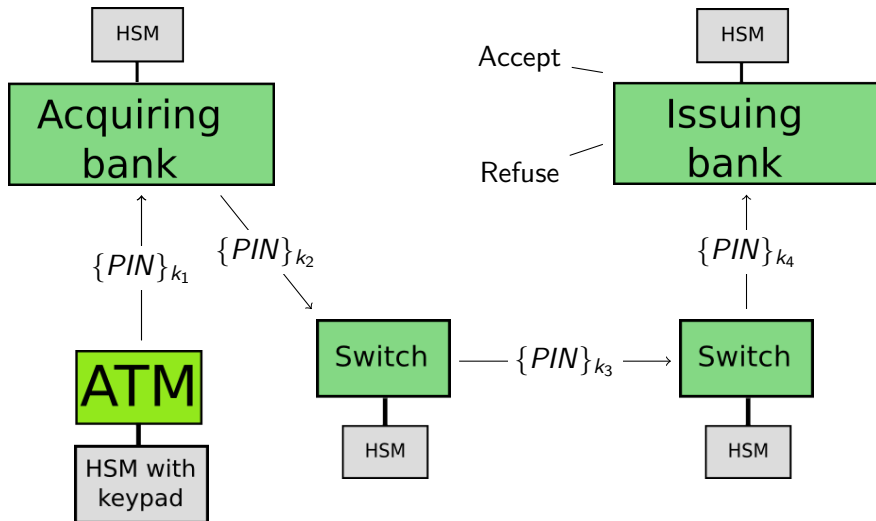 HSM
Acquiring
bank
Accept
Refuse
HSM
Issuing
bank
{PIN}k1
{PIN}k2
{PIN}k4
ATM
HSM with
keypad
Switch
HSM
{PIN}k3
Switch
HSM